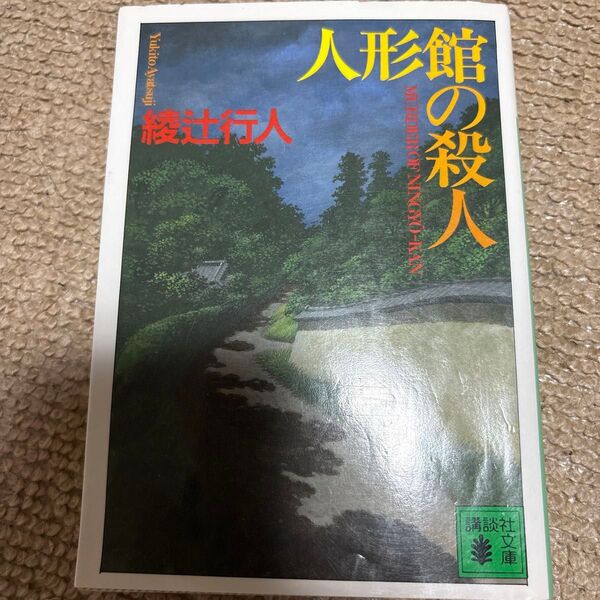 人形館の殺人
MURDER OF NINGYO-KAN
Yukito Ayatsuji
綾辻行人
講談社文庫